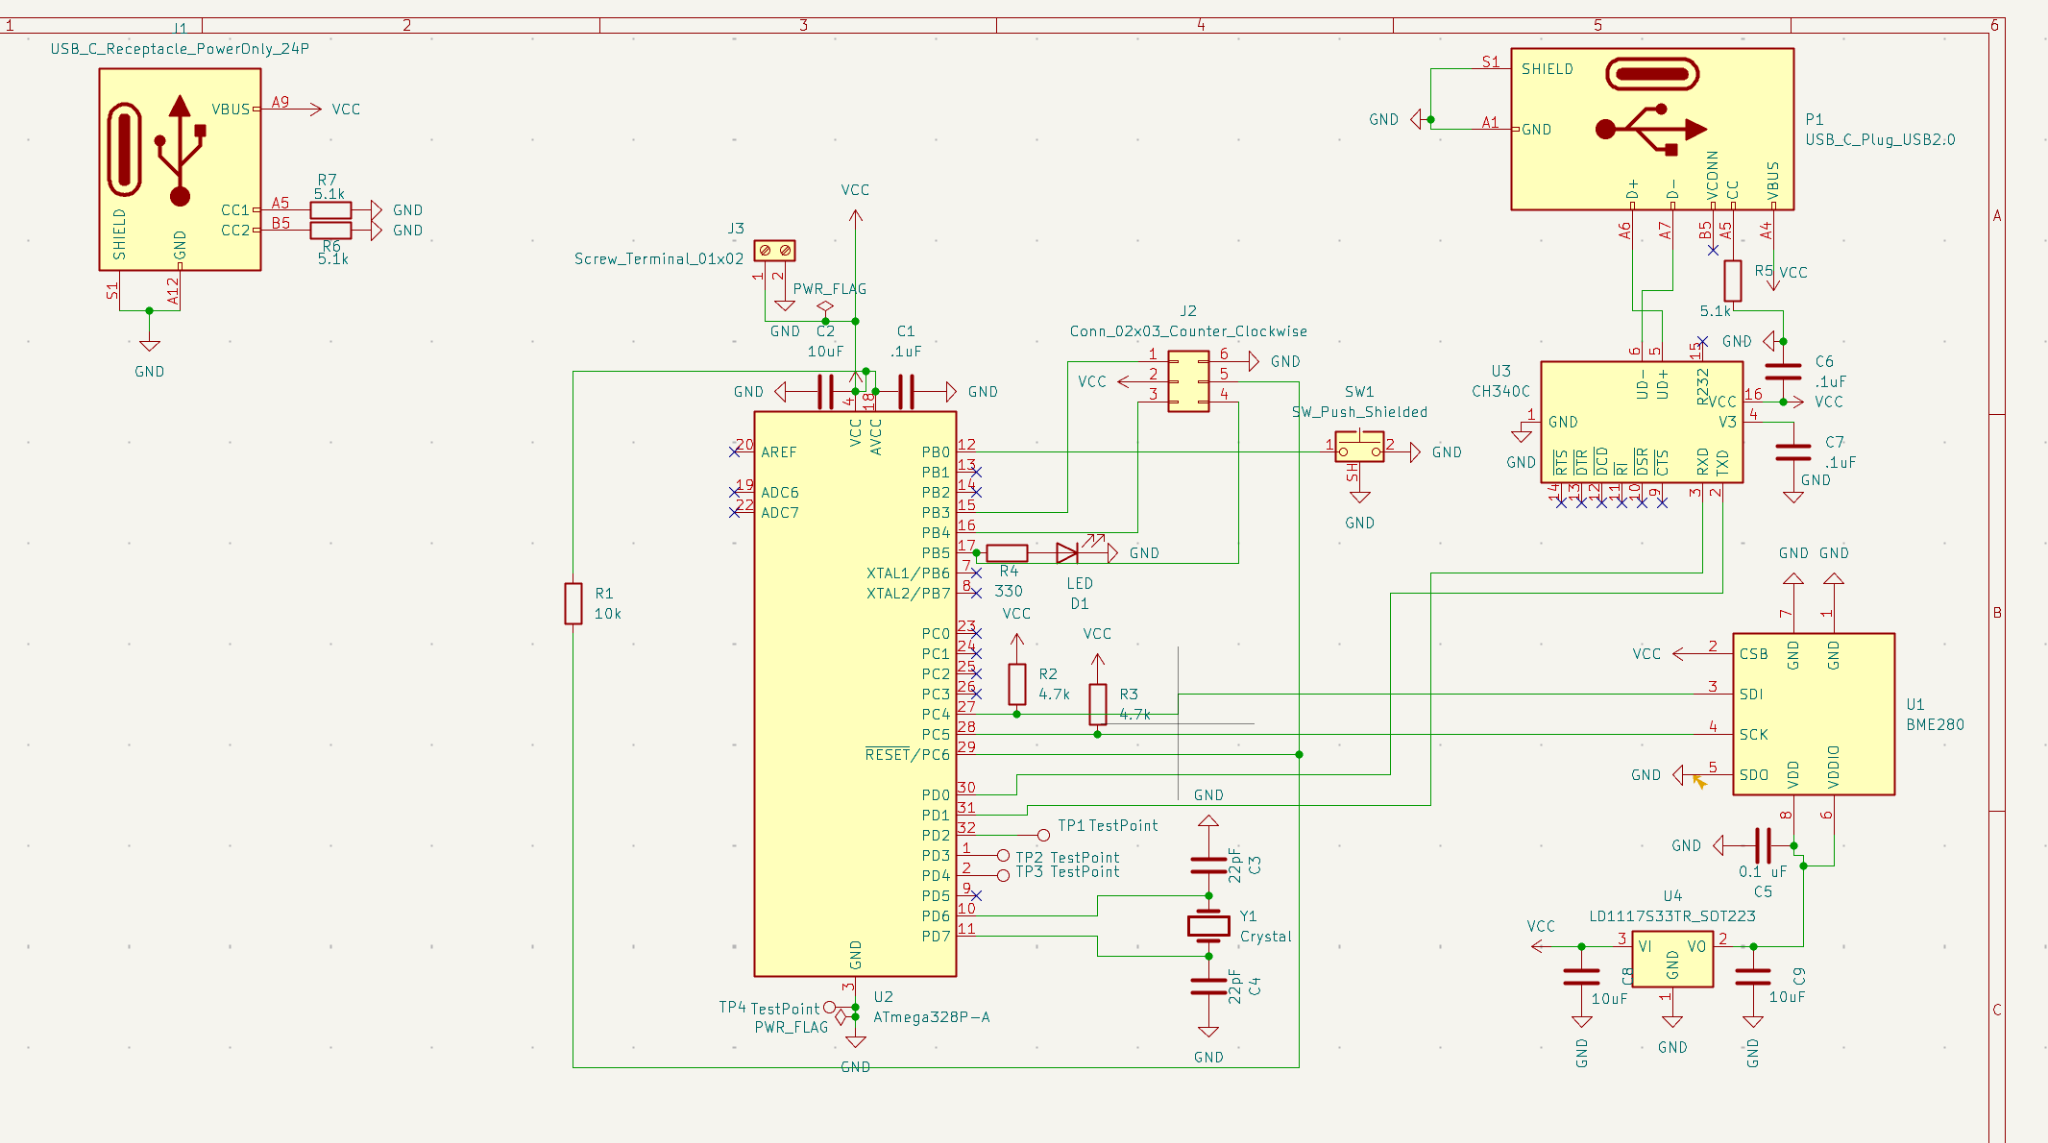 1
2
3
4
5
6
J1
USB_C_Receptacle_PowerOnly_24P
VBUS
A9
VCC
R7
5.1k
CC1
A5
GND
CC2
B5
GND
R6
5.1k
SHIELD
GND
S1
A12
GND
S1
SHIELD
GND
A1
GND
P1
USB_C_Plug_USB2.0
D+
D-
VCONN
CC
VBUS
A6
A7
B5
A5
A4
R5
VCC
5.1k
A
VCC
J3
Screw_Terminal_01x02
1
2
PWR_FLAG
GND
C2
10uF
C1
.1uF
GND
GND
4
18
VCC
AVCC
J2
Conn_02x03_Counter_Clockwise
1
6
GND
VCC
2
5
3
4
SW1
SW_Push_Shielded
1
2
GND
SH
GND
U3
CH340C
6
5
15
GND
UD-
UD+
R232
C6
.1uF
VCC
16
VCC
V3
4
1
GND
GND
C7
.1uF
GND
RTS
DTR
DCD
RI
DSR
CTS
RXD
TXD
14
13
12
11
10
9
3
2
20
AREF
19
ADC6
22
ADC7
PB0
12
PB1
13
PB2
14
PB3
15
PB4
16
PB5
17
XTAL1/PB6
7
XTAL2/PB7
8
PC0
23
PC1
24
PC2
25
PC3
26
PC4
27
PC5
28
RESET/PC6
29
PD0
30
PD1
31
PD2
32
PD3
1
PD4
2
PD5
9
PD6
10
PD7
11
GND
3
R4
330
GND
LED
D1
R1
10k
VCC
R2
4.7k
VCC
R3
4.7k
TP1 TestPoint
TP2 TestPoint
TP3 TestPoint
GND
22pF
C3
Y1
Crystal
22pF
C4
GND
U2
ATmega328P-A
TP4 TestPoint
PWR_FLAG
GND
GND
GND
B
7
1
VCC
2
CSB
GND
GND
3
SDI
4
SCK
GND
5
SDO
VDD
VDDIO
U1
BME280
8
6
GND
0.1 uF
C5
U4
LD1117S33TR_SOT223
VCC
3
VI
VO
2
GND
1
C8
10uF
C9
10uF
GND
GND
GND
C